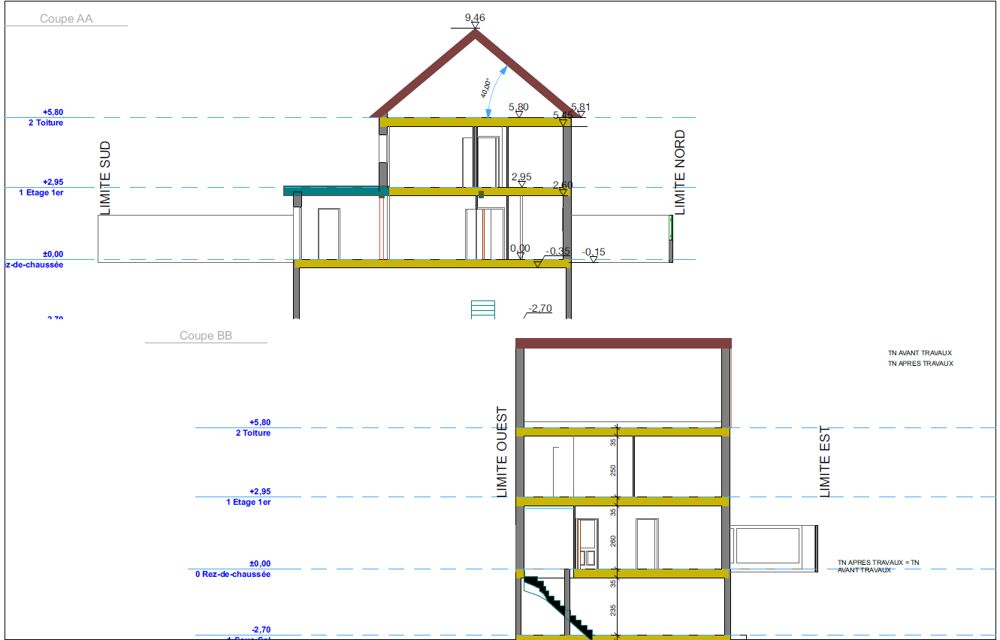 Coupe AA
9,46
40,00°
+5,80
2 Toiture
5,80
5,81
5,45
LIMITE SUD
LIMITE NORD
+2,95
1 Etage 1er
2,95
2,60
±0,00
z-de-chaussée
0,00
-0,35
-0,15
-2,70
Coupe BB
TN AVANT TRAVAUX
TN APRES TRAVAUX
LIMITE OUEST
LIMITE EST
+5,80
2 Toiture
35
250
+2,95
1 Etage 1er
35
260
±0,00
0 Rez-de-chaussée
TN APRES TRAVAUX = TN
AVANT TRAVAUX
35
235
-2,70